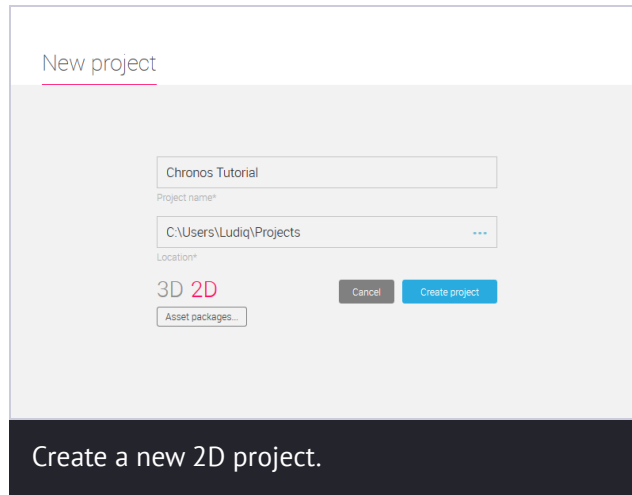 New project
Chronos Tutorial
Project name*
C:\Users\Ludiq\Projects
Location*
3D 2D
Cancel
Create project
Asset packages...
Create a new 2D project.